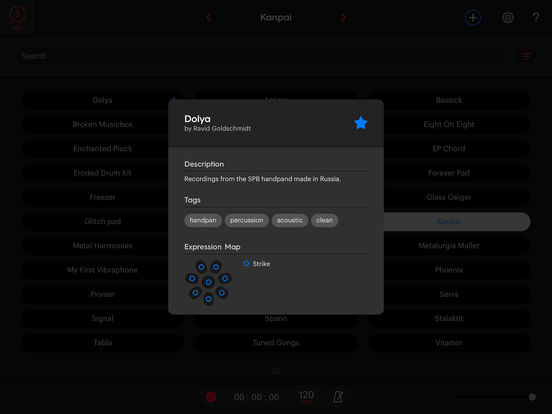 Kanpai
?
Search
Dolya
Bassick
Broken Musicbox
Eight Oh Eight
Enchanted Pluck
EP Chord
Eroded Drum Kit
Forever Pad
Freezer
Glass Geiger
Glitch pad
Kanpai
Metal Harmonies
Metalurgia Mallet
My First Vibraphone
Phoenix
Pionier
Serra
Signal
Spann
Stalaktit
Tabla
Tuned Gongs
Vitamin
Dolya
by Ravid Goldschmidt
Description
Recordings from the SPB handpand made in Russia.
Tags
handpan percussion acoustic clean
Expression Map
Strike
00 : 00 : 00
120